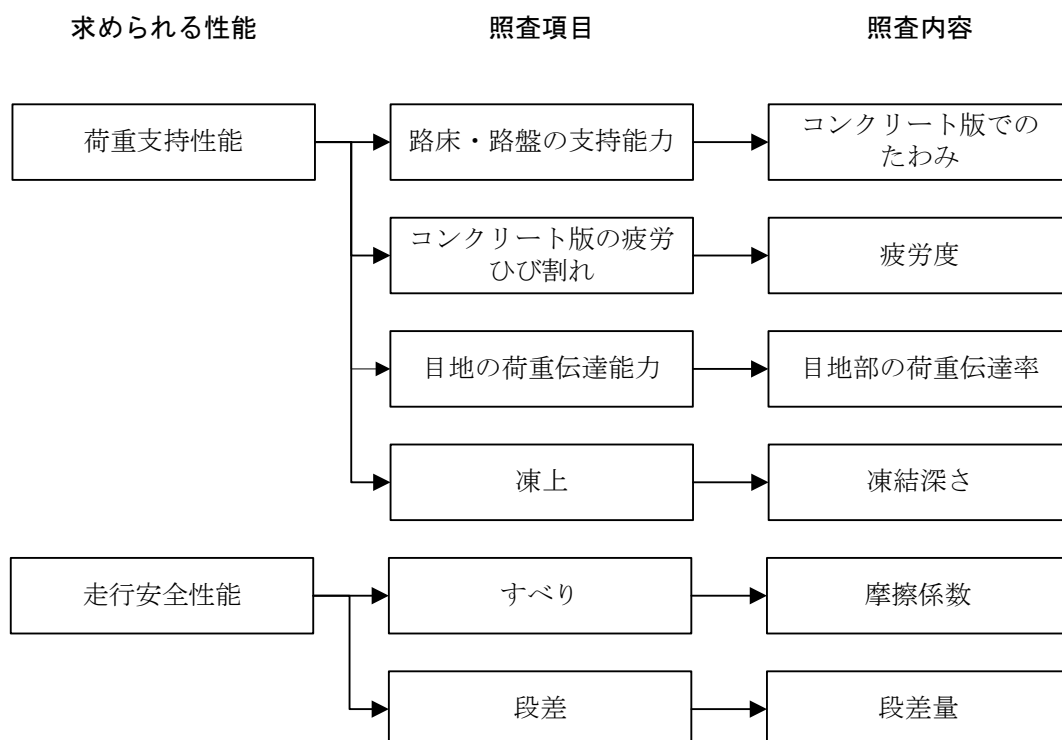 求められる性能
照査項目
照査内容
荷重支持性能
路床・路盤の支持能力
コンクリート版での
たわみ
コンクリート版の疲労
ひび割れ
疲労度
目地の荷重伝達能力
目地部の荷重伝達率
凍上
凍結深さ
走行安全性能
すべり
摩擦係数
段差
段差量